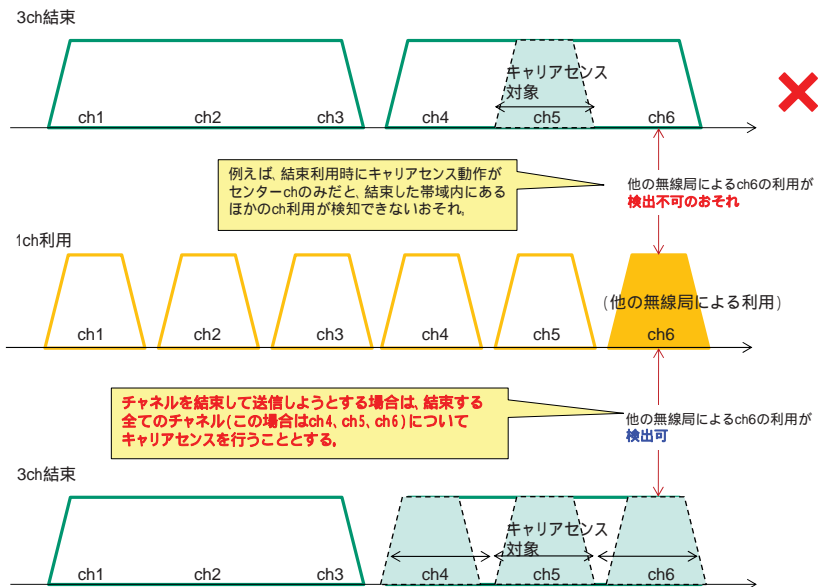 3ch結束
キャリアセンス
対象
ch1 ch2 ch3 ch4 ch5 ch6
例えば、結束利用時にキャリアセンス動作が
センターchのみだと、結束した帯域内にある
ほかのch利用が検知できないおそれ。
他の無線局によるch6の利用が
検出不可のおそれ
1ch利用
(他の無線局による利用)
ch1 ch2 ch3 ch4 ch5 ch6
チャネルを結束して送信しようとする場合は、結束する
全てのチャネル(この場合はch4、ch5、ch6)について
キャリアセンスを行うこととする。
他の無線局によるch6の利用が
検出可
3ch結束
キャリアセンス
対象
ch1 ch2 ch3 ch4 ch5 ch6